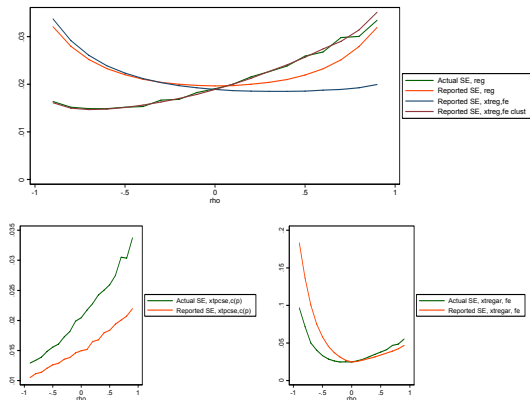 .03
.02
.01
0
-1
-.5
0
.5
1
rho
Actual SE, reg
Reported SE, reg
Reported SE, xtreg,fe
Reported SE, xtreg,fe clust
.035
.03
.025
.02
.015
.01
-1
-.5
0
.5
1
rho
Actual SE, xtpcse,c(p)
Reported SE, xtpcse,c(p)
.2
.15
.1
.05
0
-1
-.5
0
.5
1
rho
Actual SE, xtregar, fe
Reported SE, xtregar, fe